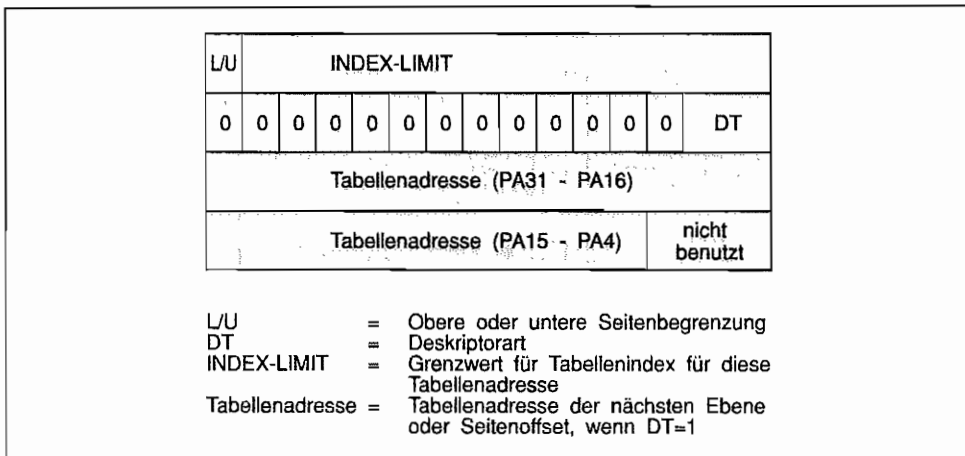 L/U INDEX-LIMIT
0 0 0 0 0 0 0 0 0 0 0 0 0 DT
Tabellenadresse (PA31 - PA16)
Tabellenadresse (PA15 - PA4) nicht
benutzt
L/U = Obere oder untere Seitenbegrenzung
DT = Deskriptorart
INDEX-LIMIT = Grenzwert für Tabellenindex für diese
Tabellenadresse
Tabellenadresse = Tabellenadresse der nächsten Ebene
oder Seitenoffset, wenn DT=1